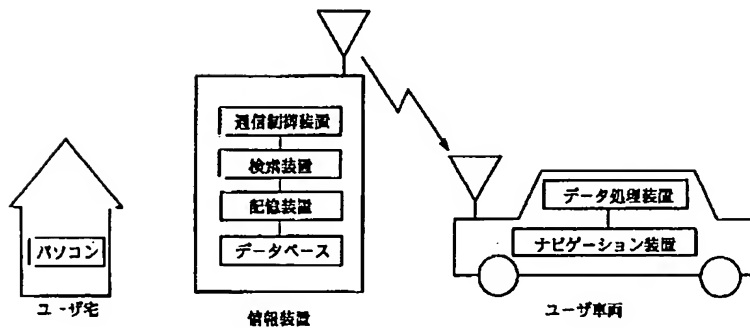 パソコン
ユーザ宅
通信制御装置
検索装置
記憶装置
データベース
情報装置
データ処理装置
ナビゲーション装置
ユーザ車両